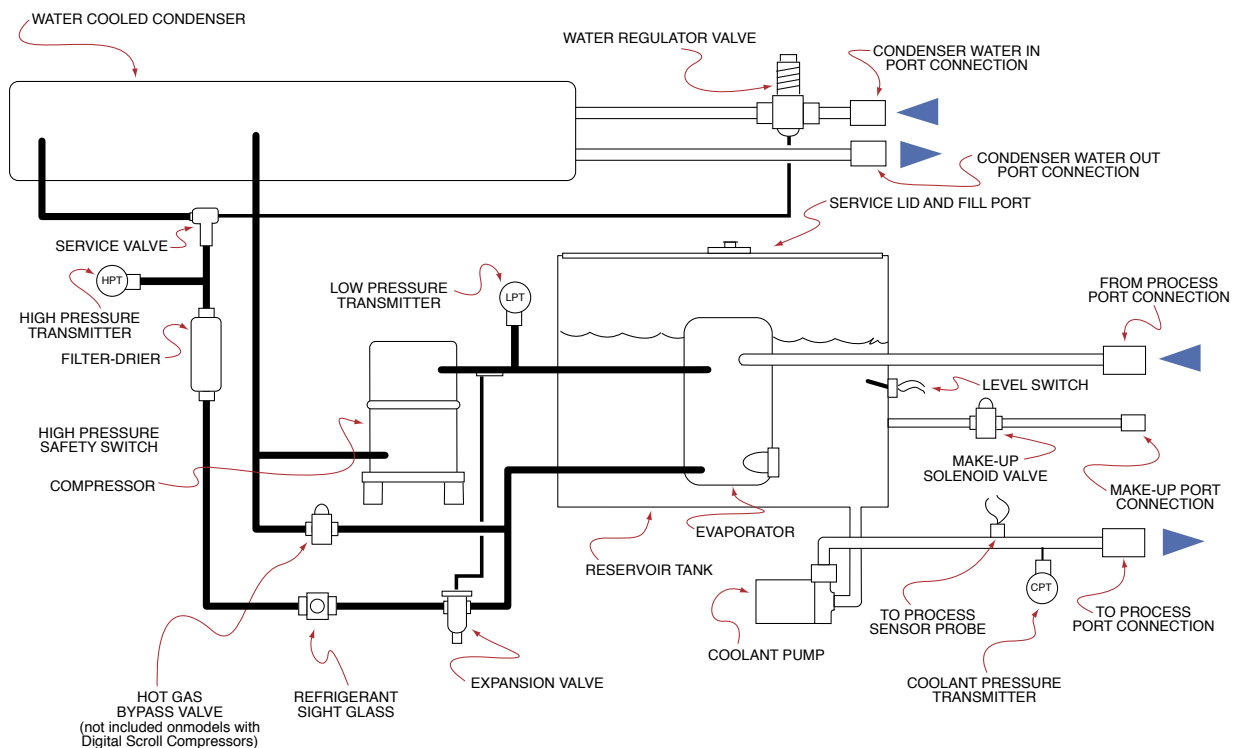 WATER COOLED CONDENSER
WATER REGULATOR VALVE
CONDENSER WATER IN
PORT CONNECTION
CONDENSER WATER OUT
PORT CONNECTION
SERVICE LID AND FILL PORT
SERVICE VALVE
HPT
HIGH PRESSURE
TRANSMITTER
FILTER-DRIER
LOW PRESSURE
TRANSMITTER
LPT
FROM PROCESS
PORT CONNECTION
LEVEL SWITCH
HIGH PRESSURE
SAFETY SWITCH
COMPRESSOR
MAKE-UP
SOLENOID VALVE
MAKE-UP PORT
CONNECTION
EVAPORATOR
RESERVOIR TANK
CPT
TO PROCESS
SENSOR PROBE
TO PROCESS
PORT CONNECTION
COOLANT PUMP
COOLANT PRESSURE
TRANSMITTER
EXPANSION VALVE
REFRIGERANT
SIGHT GLASS
HOT GAS
BYPASS VALVE
(not included onmodels with
Digital Scroll Compressors)